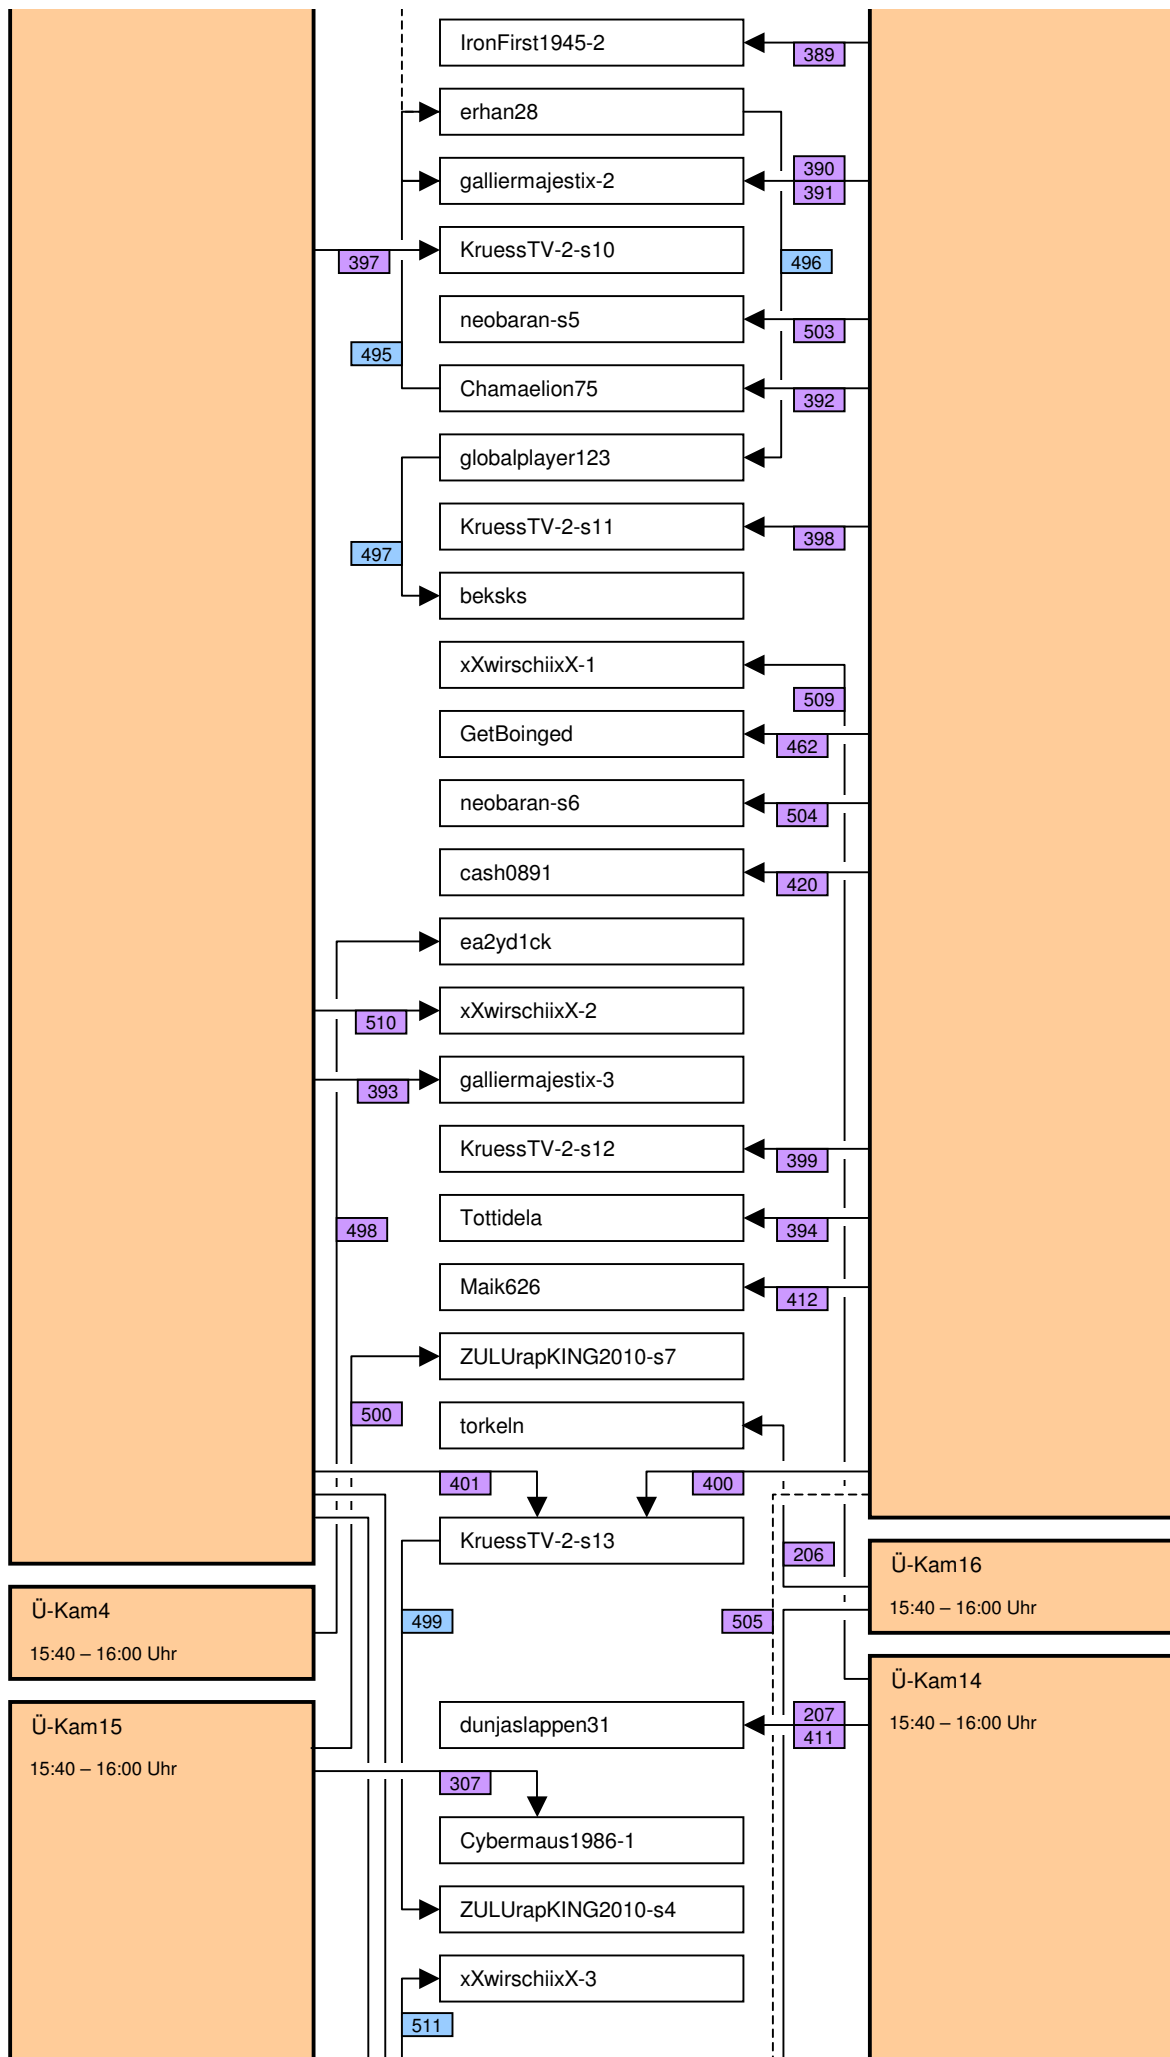 IronFirst1945-2
389
erhan28
390
galliermajestix-2
391
KruessTV-2-s10
397
496
neobaran-s5
503
495
Chamaelion75
392
globalplayer123
KruessTV-2-s11
398
497
beksks
xXwirschiixX-1
509
GetBoinged
462
neobaran-s6
504
cash0891
420
ea2yd1ck
xXwirschiixX-2
510
galliermajestix-3
393
KruessTV-2-s12
399
Tottidela
498
394
Maik626
412
ZULUrapKING2010-s7
500
torkeln
401
400
KruessTV-2-s13
206
Ü-Kam16
15:40 – 16:00 Uhr
Ü-Kam4
15:40 – 16:00 Uhr
499
505
Ü-Kam14
15:40 – 16:00 Uhr
Ü-Kam15
15:40 – 16:00 Uhr
dunjaslappen31
207
411
307
Cybermaus1986-1
ZULUrapKING2010-s4
xXwirschiixX-3
511